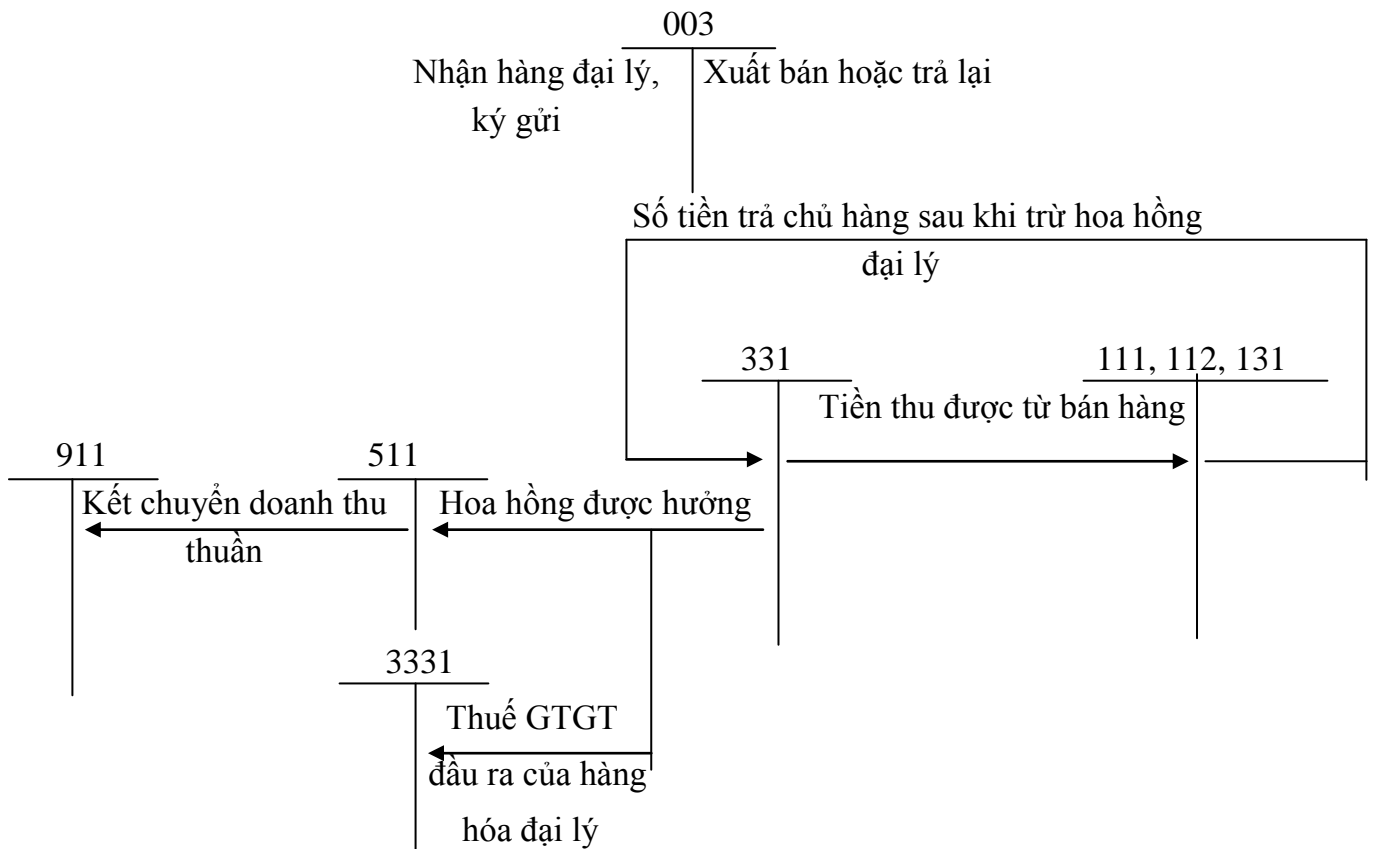 003
Nhận hàng đại lý, Xuất bán hoặc trả lại
ký gửi
Số tiền trả chủ hàng sau khi trừ hoa hồng
đại lý
331 111, 112, 131
Tiền thu được từ bán hàng
911 511
Kết chuyển doanh thu Hoa hồng được hưởng
thuần
3331
Thuế GTGT
đầu ra của hàng
hóa đại lý